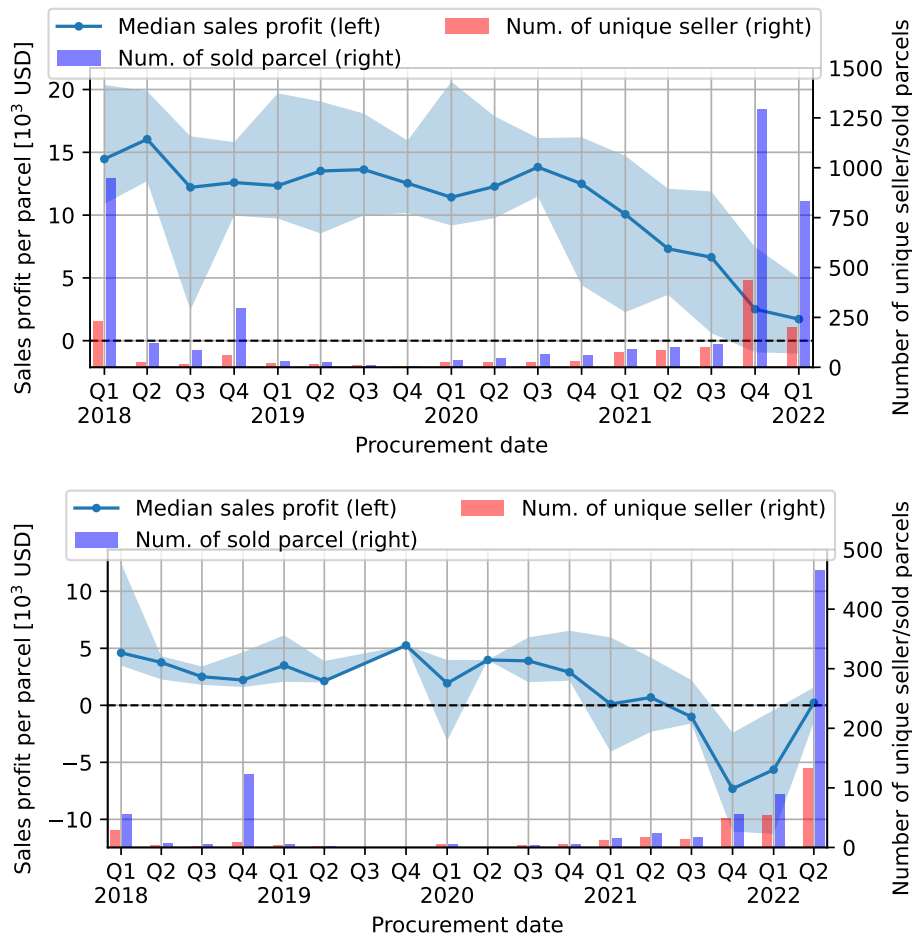 Median sales profit (left) Num. of unique seller (right)
Num. of sold parcel (right)
Sales profit per parcel [10³ USD]
20
15
10
5
0
1500
1250
1000
750
500
250
0
Number of unique seller/sold parcels
Q1 Q2 Q3 Q4 Q1 Q2 Q3 Q4 Q1 Q2 Q3 Q4 Q1 Q2 Q3 Q4 Q1
2018 2019 2020 2021 2022
Procurement date
Median sales profit (left) Num. of unique seller (right)
Num. of sold parcel (right)
Sales profit per parcel [10³ USD]
10
5
0
−5
−10
500
400
300
200
100
0
Number of unique seller/sold parcels
Q1 Q2 Q3 Q4 Q1 Q2 Q3 Q4 Q1 Q2 Q3 Q4 Q1 Q2 Q3 Q4 Q1 Q2
2018 2019 2020 2021 2022
Procurement date